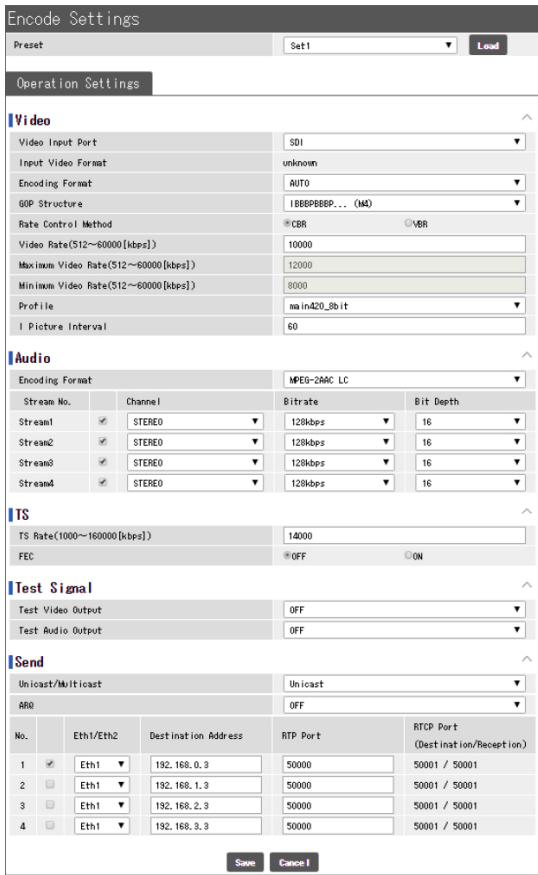 Encode Settings
Preset Set1 Load
Operation Settings
Video
Video Input Port SDI
Input Video Format unknown
Encoding Format AUTO
GOP Structure IBBBPBBBP... (M4)
Rate Control Method CBR VBR
Video Rate(512～60000[kbps]) 10000
Maximum Video Rate(512～60000[kbps]) 12000
Minimum Video Rate(512～60000[kbps]) 8000
Profile main420_8bit
I Picture Interval 60
Audio
Encoding Format MPEG-2AAC LC
Stream No. Channel Bitrate Bit Depth
Stream1 STEREO 128kbps 16
Stream2 STEREO 128kbps 16
Stream3 STEREO 128kbps 16
Stream4 STEREO 128kbps 16
TS
TS Rate(1000～160000[kbps]) 14000
FEC OFF ON
Test Signal
Test Video Output OFF
Test Audio Output OFF
Send
Unicast/Multicast Unicast
ARQ OFF
No. Eth1/Eth2 Destination Address RTP Port RTCP Port
(Destination/Reception)
1 Eth1 192.168.0.3 50000 50001 / 50001
2 Eth1 192.168.1.3 50000 50001 / 50001
3 Eth1 192.168.2.3 50000 50001 / 50001
4 Eth1 192.168.3.3 50000 50001 / 50001
Save Cancel